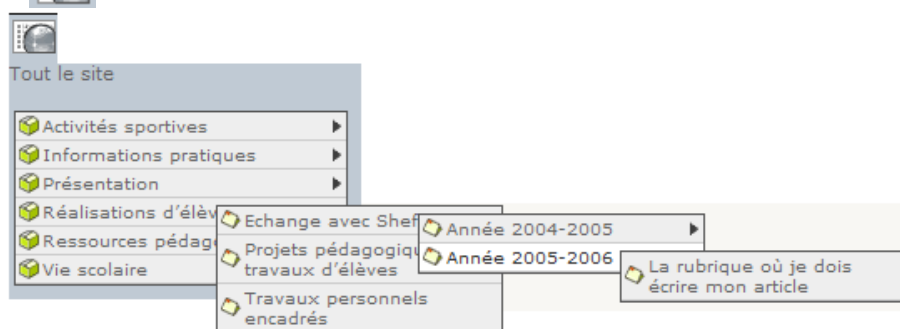 Tout le site
Activités sportives
Informations pratiques
Présentation
Réalisations d'élèv
Ressources pédag
Vie scolaire
Echange avec Shef
Projets pédagogiqu
travaux d'élèves
Travaux personnels
encadrés
Année 2004-2005
Année 2005-2006
La rubrique où je dois
écrire mon article